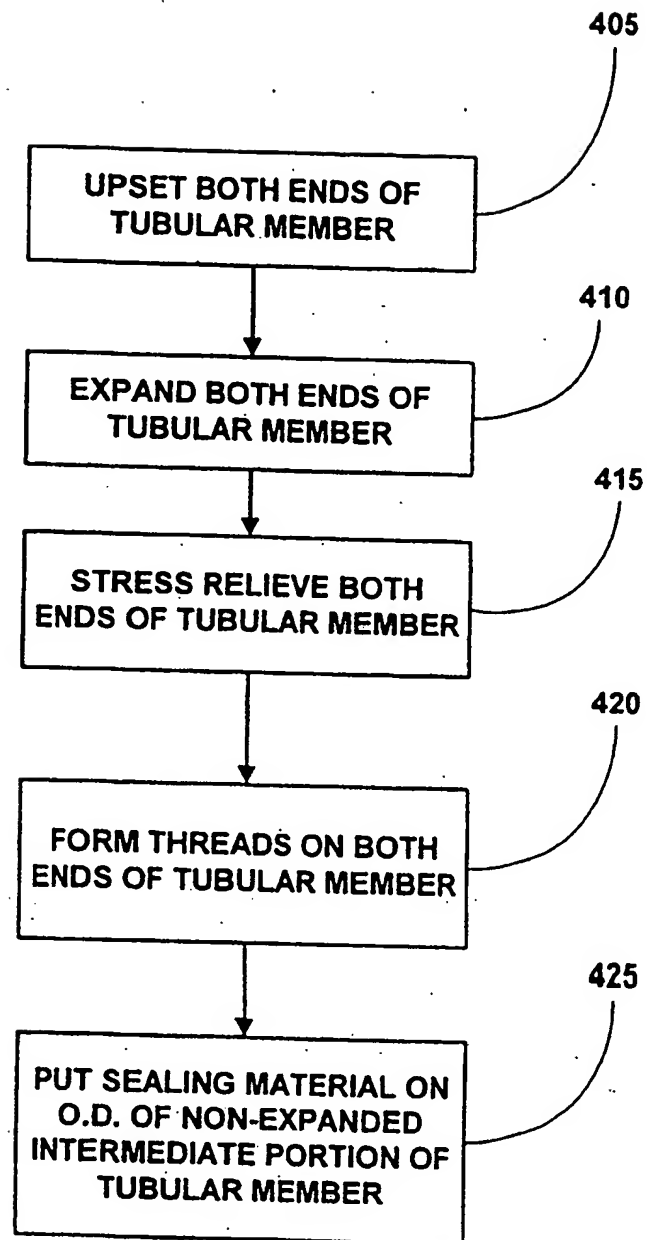 405
UPSET BOTH ENDS OF
TUBULAR MEMBER
410
EXPAND BOTH ENDS OF
TUBULAR MEMBER
415
STRESS RELIEVE BOTH
ENDS OF TUBULAR MEMBER
420
FORM THREADS ON BOTH
ENDS OF TUBULAR MEMBER
425
PUT SEALING MATERIAL ON
O.D. OF NON-EXPANDED
INTERMEDIATE PORTION OF
TUBULAR MEMBER